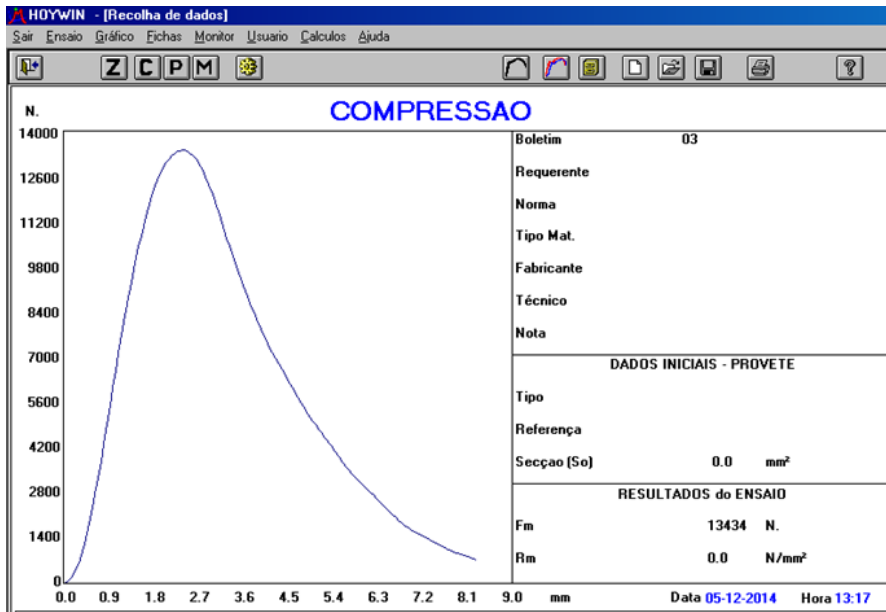 HOYWIN - [Recolha de dados]
Sair Ensaio Gráfico Fichas Monitor Usuario Calculos Ajuda
Z C P M ?
N. COMPRESSAO
14000
12600
11200
9800
8400
7000
5600
4200
2800
1400
0
0.0 0.9 1.8 2.7 3.6 4.5 5.4 6.3 7.2 8.1 9.0 mm
Boletim 03
Requerente
Norma
Tipo Mat.
Fabricante
Técnico
Nota
DADOS INICIAIS - PROVETE
Tipo
Referença
Secçao (So) 0.0 mm²
RESULTADOS do ENSAIO
Fm 13434 N.
Rm 0.0 N/mm²
Data 05-12-2014 Hora 13:17